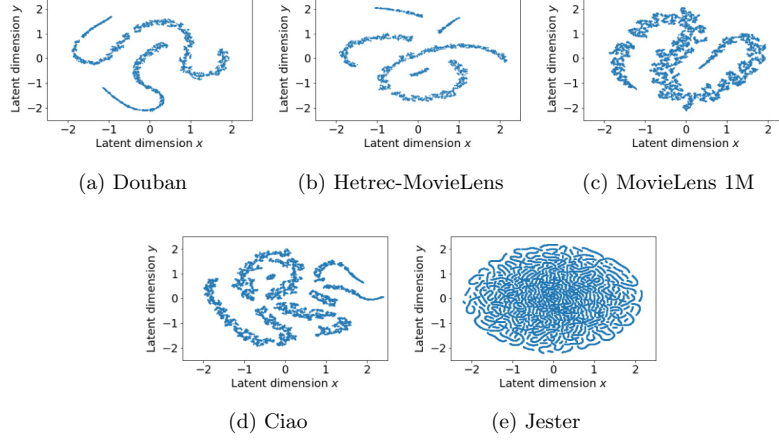 Latent dimension y
2
1
0
−1
−2
−2 −1 0 1 2
Latent dimension x
(a) Douban
Latent dimension y
2
1
0
−1
−2
−2 −1 0 1 2
Latent dimension x
(b) Hetrec-MovieLens
Latent dimension y
2
1
0
−1
−2
−2 −1 0 1 2
Latent dimension x
(c) MovieLens 1M
Latent dimension y
2
1
0
−1
−2
−2 −1 0 1 2
Latent dimension x
(d) Ciao
Latent dimension y
2
1
0
−1
−2
−2 −1 0 1 2
Latent dimension x
(e) Jester